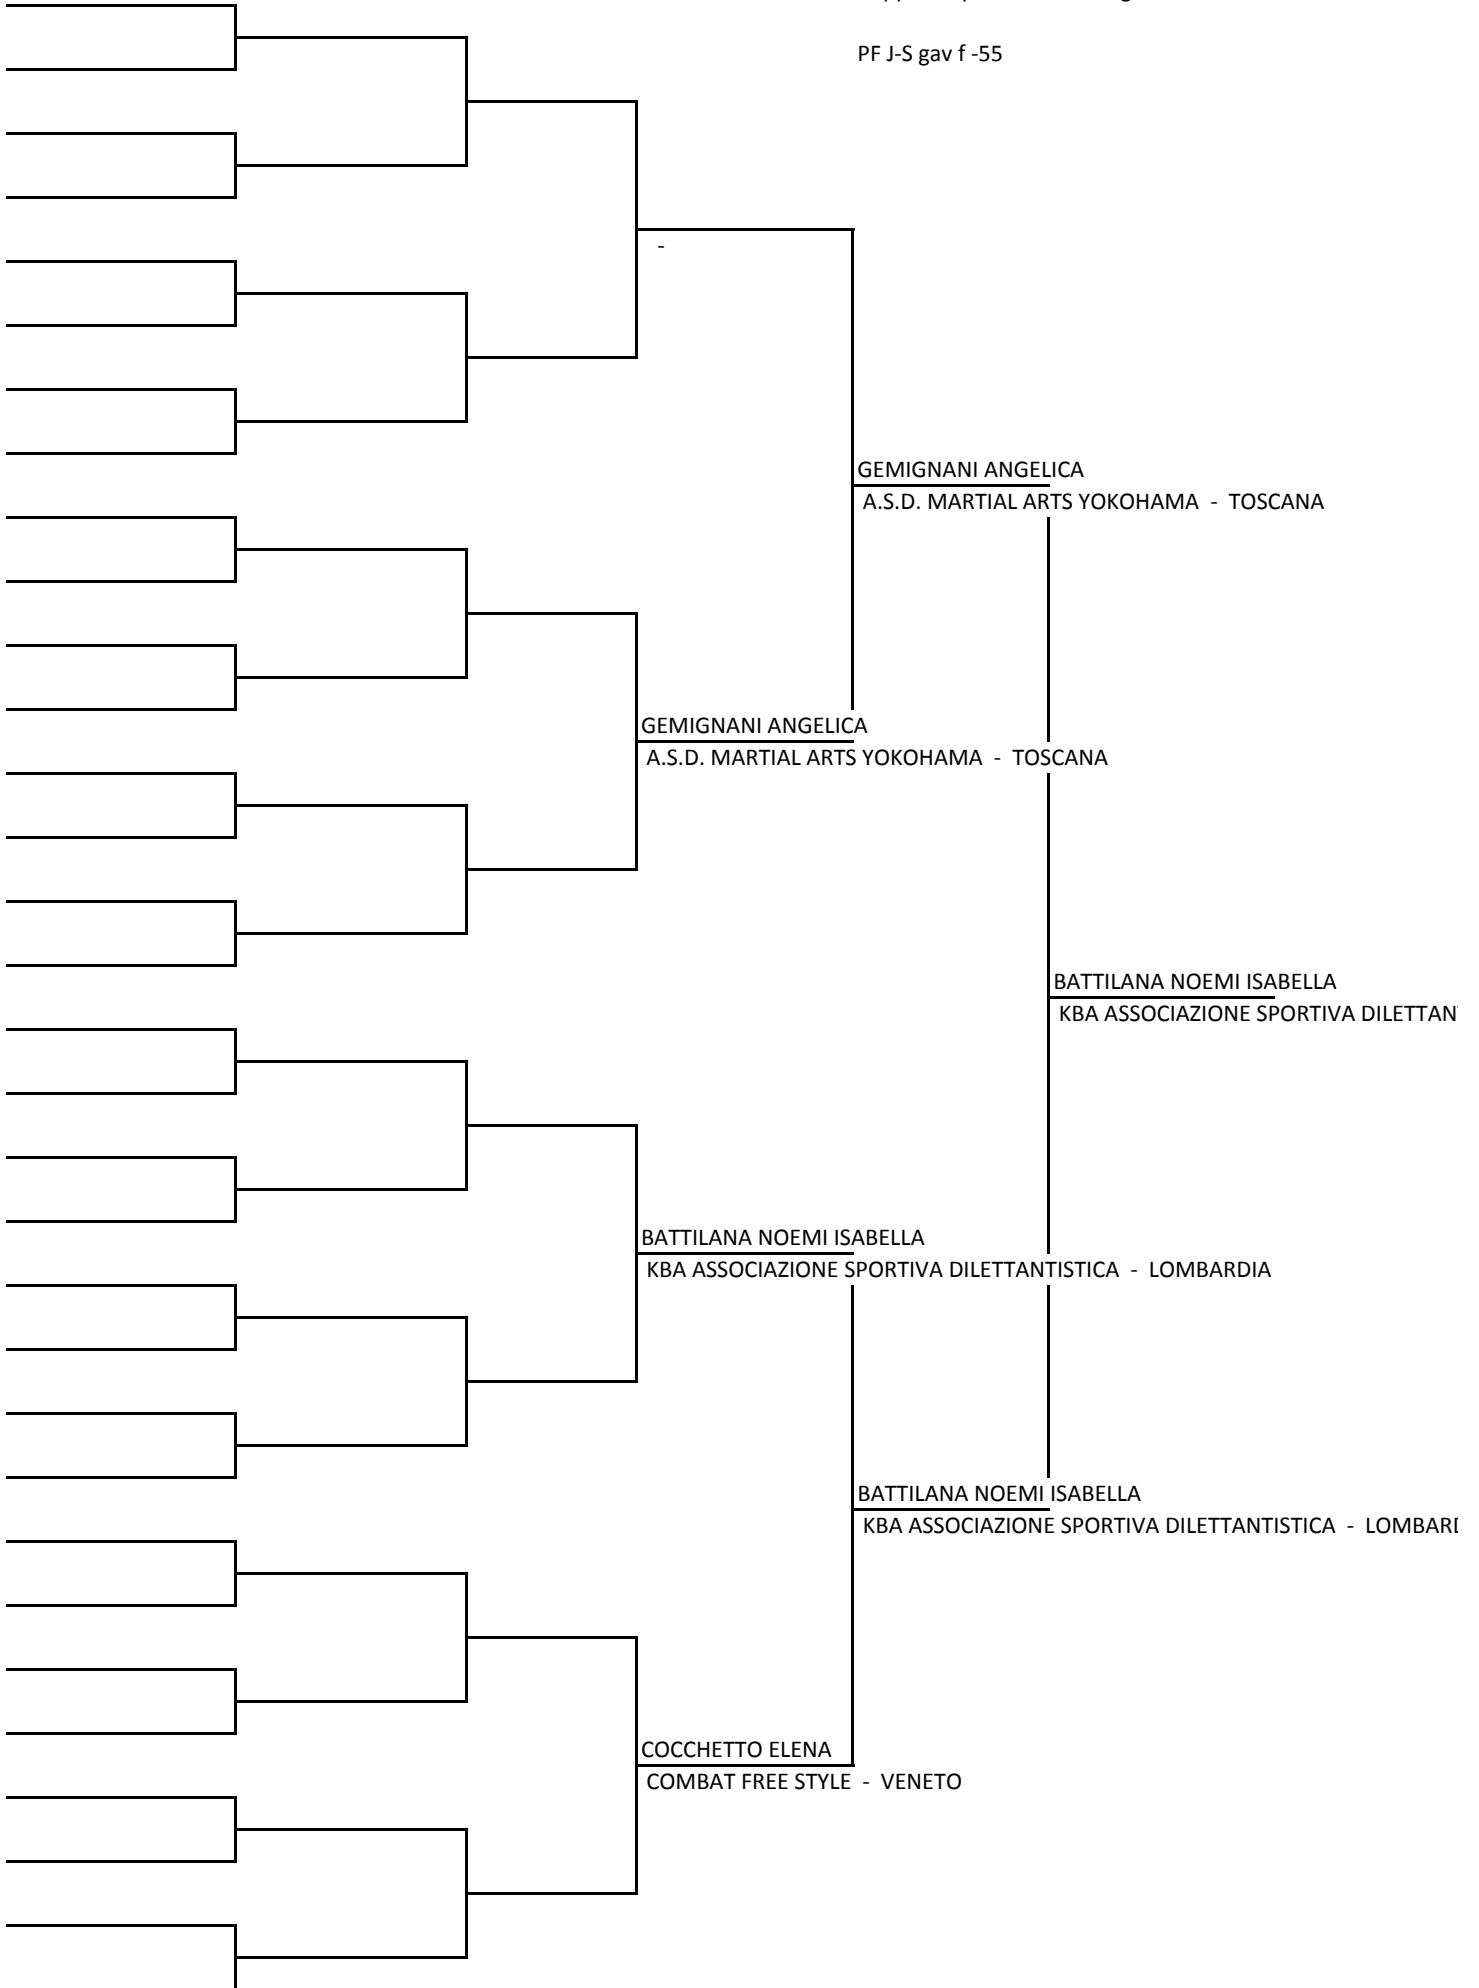 PF J-S gav f -55
-
GEMIGNANI ANGELICA
A.S.D. MARTIAL ARTS YOKOHAMA - TOSCANA
GEMIGNANI ANGELICA
A.S.D. MARTIAL ARTS YOKOHAMA - TOSCANA
BATTILANA NOEMI ISABELLA
KBA ASSOCIAZIONE SPORTIVA
BATTILANA NOEMI ISABELLA
KBA ASSOCIAZIONE SPORTIVA DILETTANTISTICA - LOMBARDIA
BATTILANA NOEMI ISABELLA
KBA ASSOCIAZIONE SPORTIVA DILETTANTISTICA -
COCCHETTO ELENA
COMBAT FREE STYLE - VENETO